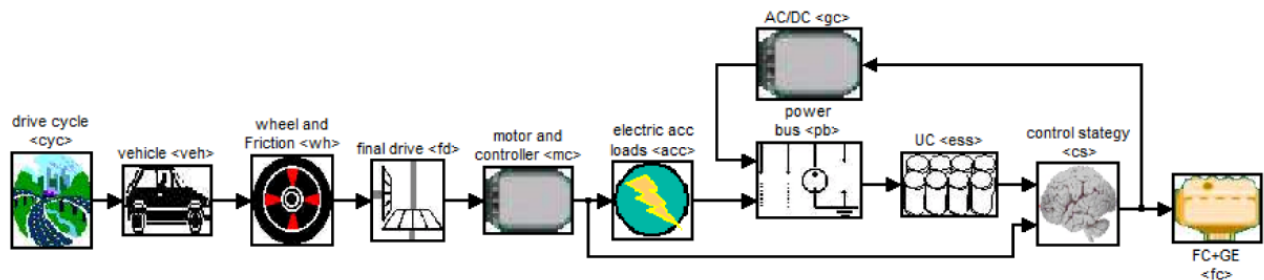 AC/DC <gc>
drive cycle
<cyc>
vehicle <veh>
wheel and
Friction <wh>
final drive <fd>
motor and
controller <mc>
electric acc
loads <acc>
power
bus <pb>
UC <ess>
control stategy
<cs>
FC+GE
<fc>